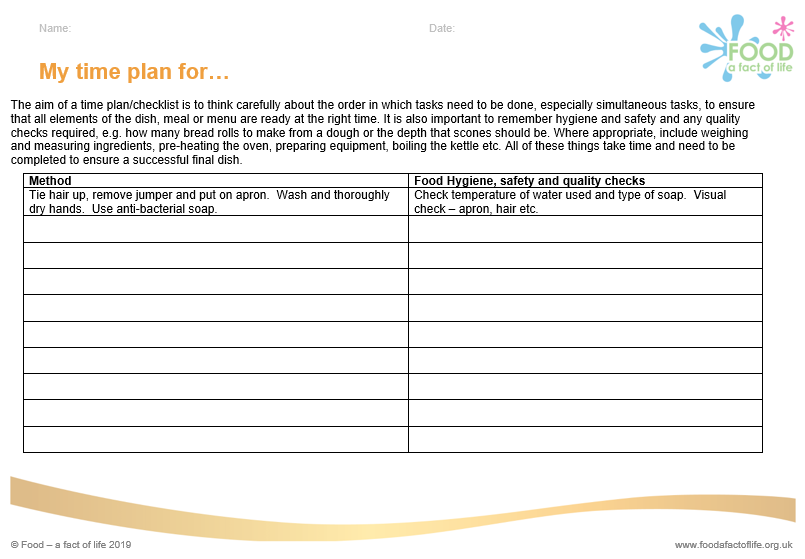 Name:
Date:
FOOD
a fact of life
My time plan for…
The aim of a time plan/checklist is to think carefully about the order in which tasks need to be done, especially simultaneous tasks, to ensure
that all elements of the dish, meal or menu are ready at the right time. It is also important to remember hygiene and safety and any quality
checks required, e.g. how many bread rolls to make from a dough or the depth that scones should be. Where appropriate, include weighing
and measuring ingredients, pre-heating the oven, preparing equipment, boiling the kettle etc. All of these things take time and need to be
completed to ensure a successful final dish.
Method
Food Hygiene, safety and quality checks
Tie hair up, remove jumper and put on apron. Wash and thoroughly
dry hands. Use anti-bacterial soap.
Check temperature of water used and type of soap. Visual
check – apron, hair etc.
© Food – a fact of life 2019
www.foodafactoflife.org.uk